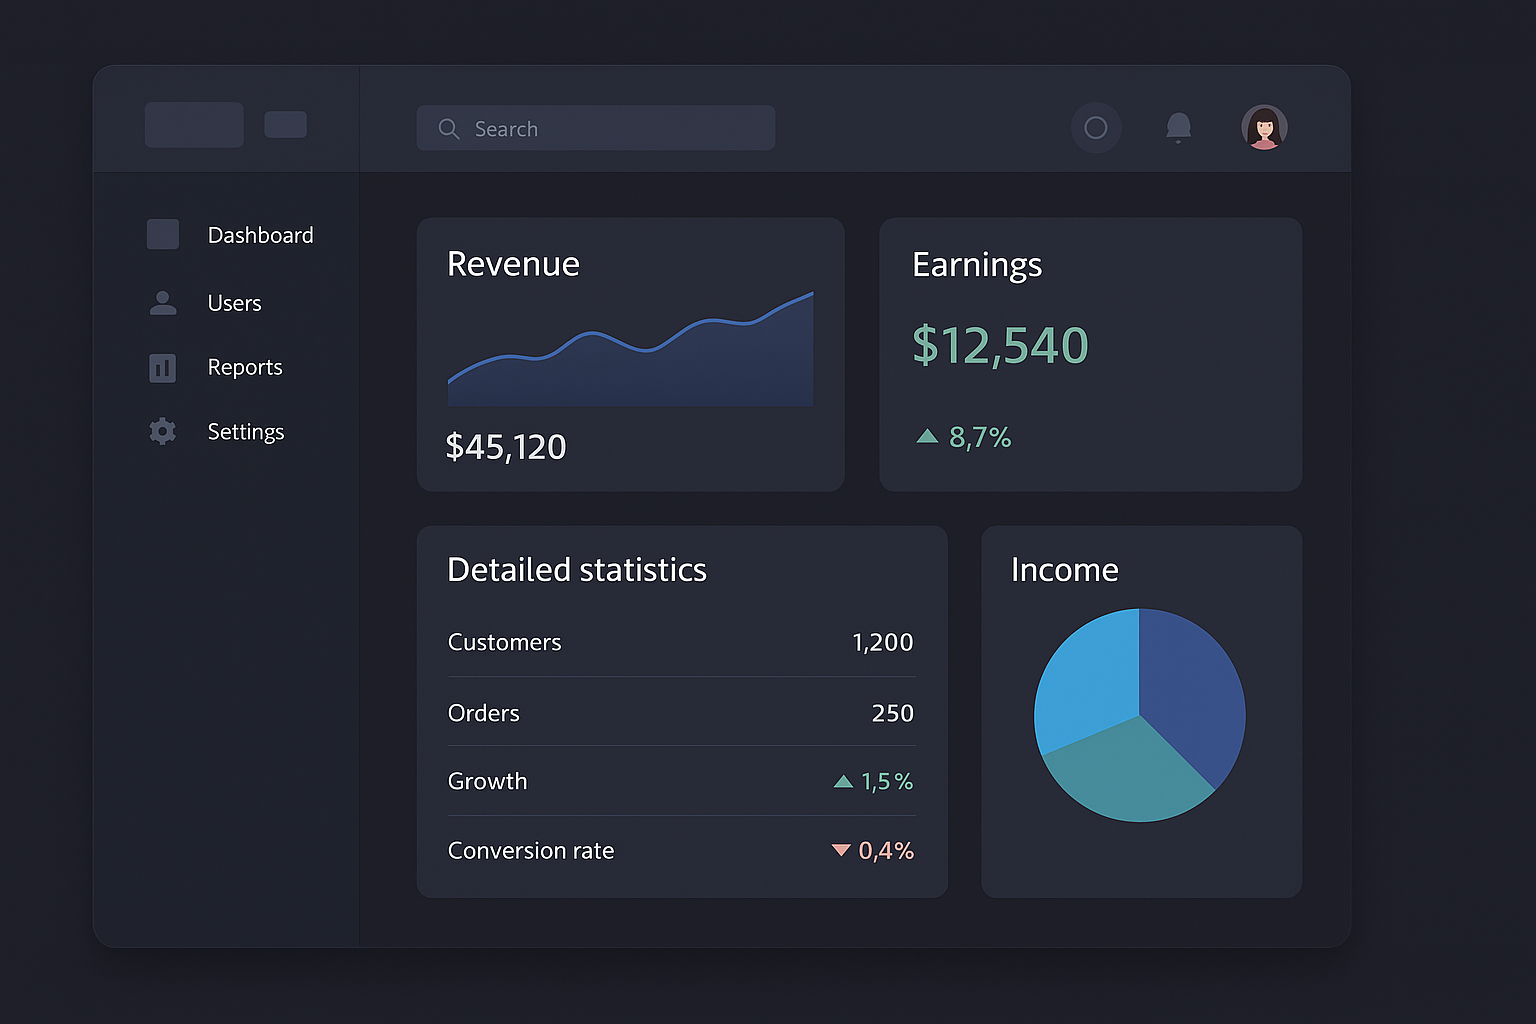 Search
Dashboard
Users
Reports
Settings
Revenue
$45,120
Earnings
$12,540
▲ 8,7%
Detailed statistics
Customers 1,200
Orders 250
Growth ▲ 1,5%
Conversion rate ▼ 0,4%
Income